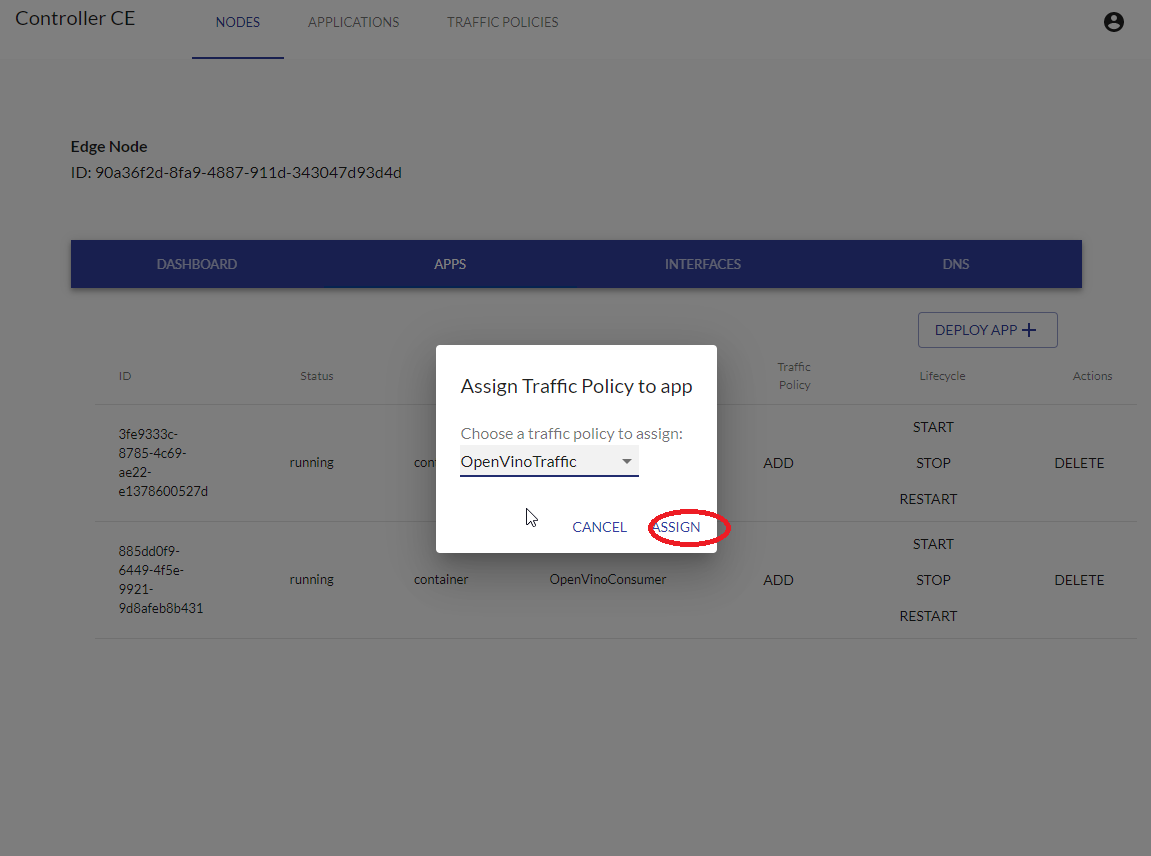 Controller CE
NODES
APPLICATIONS
TRAFFIC POLICIES
Edge Node
ID: 90a36f2d-8fa9-4887-911d-343047d93d4d
DASHBOARD
APPS
INTERFACES
DNS
DEPLOY APP +
ID
Status
Traffic
Policy
Lifecycle
Actions
3fe9333c-
8785-4c69-
ae22-
e1378600527d
running
ADD
START
STOP
RESTART
DELETE
Assign Traffic Policy to app
Choose a traffic policy to assign:
OpenVinoTraffic
CANCEL
ASSIGN
885dd0f9-
6449-4f5e-
9921-
9d8afeb8b431
running
container
OpenVinoConsumer
ADD
START
STOP
RESTART
DELETE